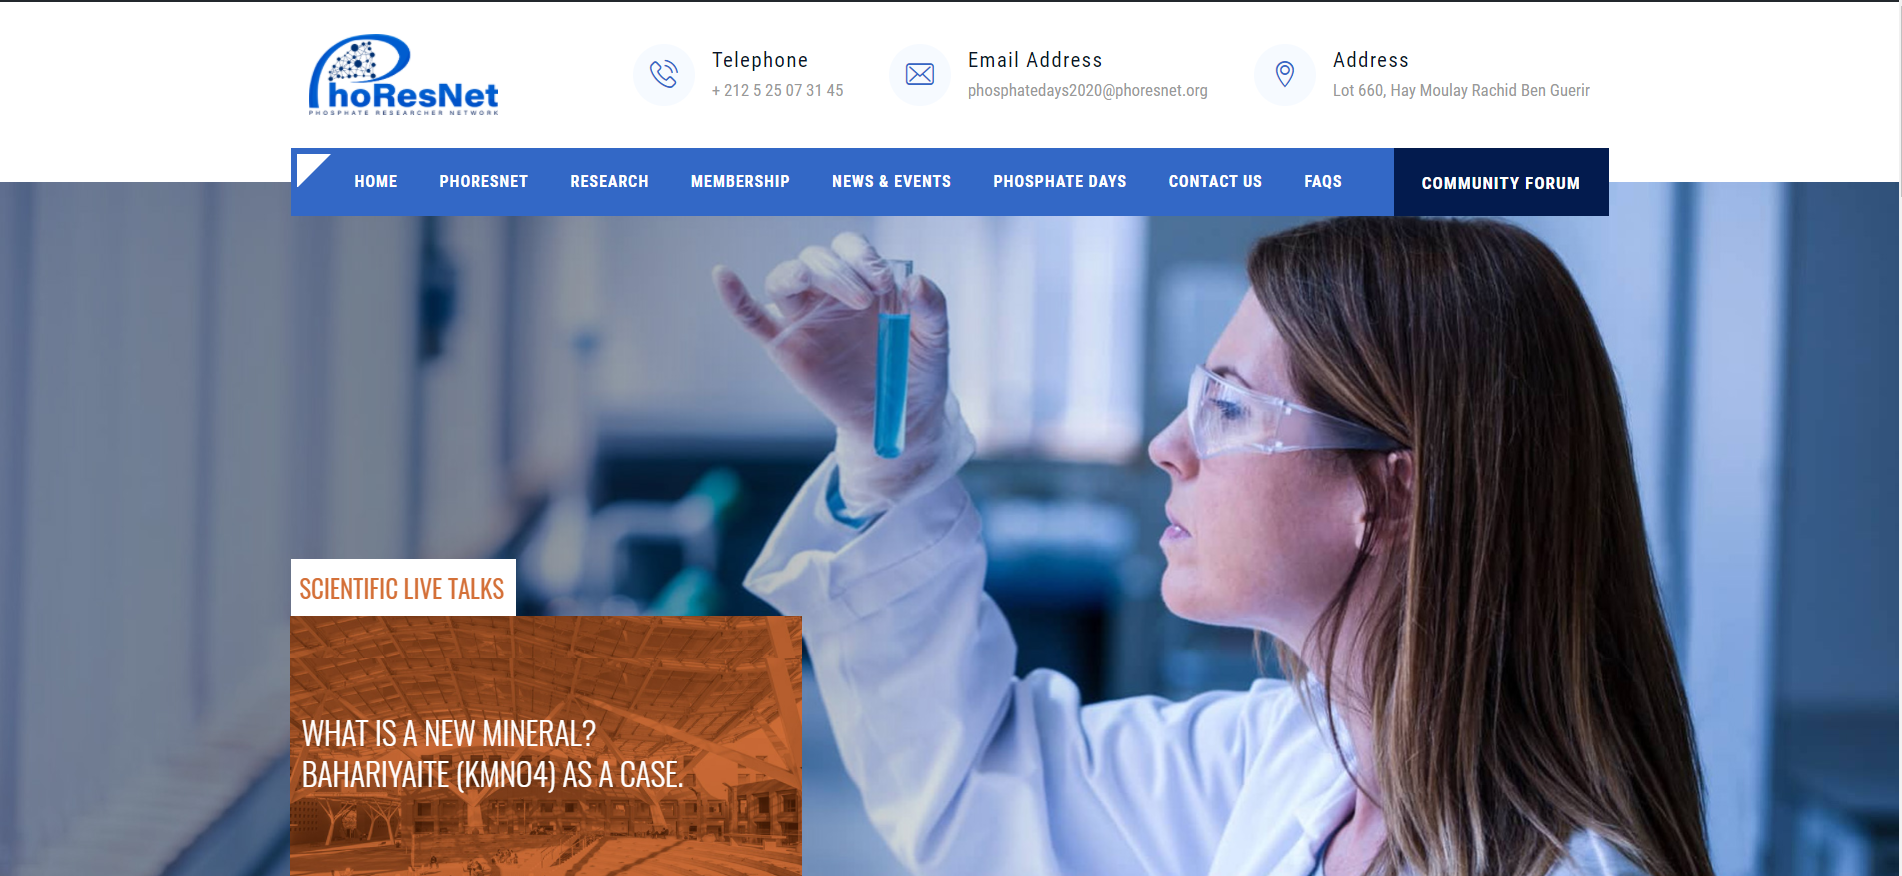 PhoResNet
PHOSPHATE RESEARCHER NETWORK
Telephone
+ 212 5 25 07 31 45
Email Address
phosphatedays2020@phoresnet.org
Address
Lot 660, Hay Moulay Rachid Ben Guerir
HOME PHORESNET RESEARCH MEMBERSHIP NEWS & EVENTS PHOSPHATE DAYS CONTACT US FAQS COMMUNITY FORUM
SCIENTIFIC LIVE TALKS
WHAT IS A NEW MINERAL?
BAHARIYAITE (KMNO4) AS A CASE.